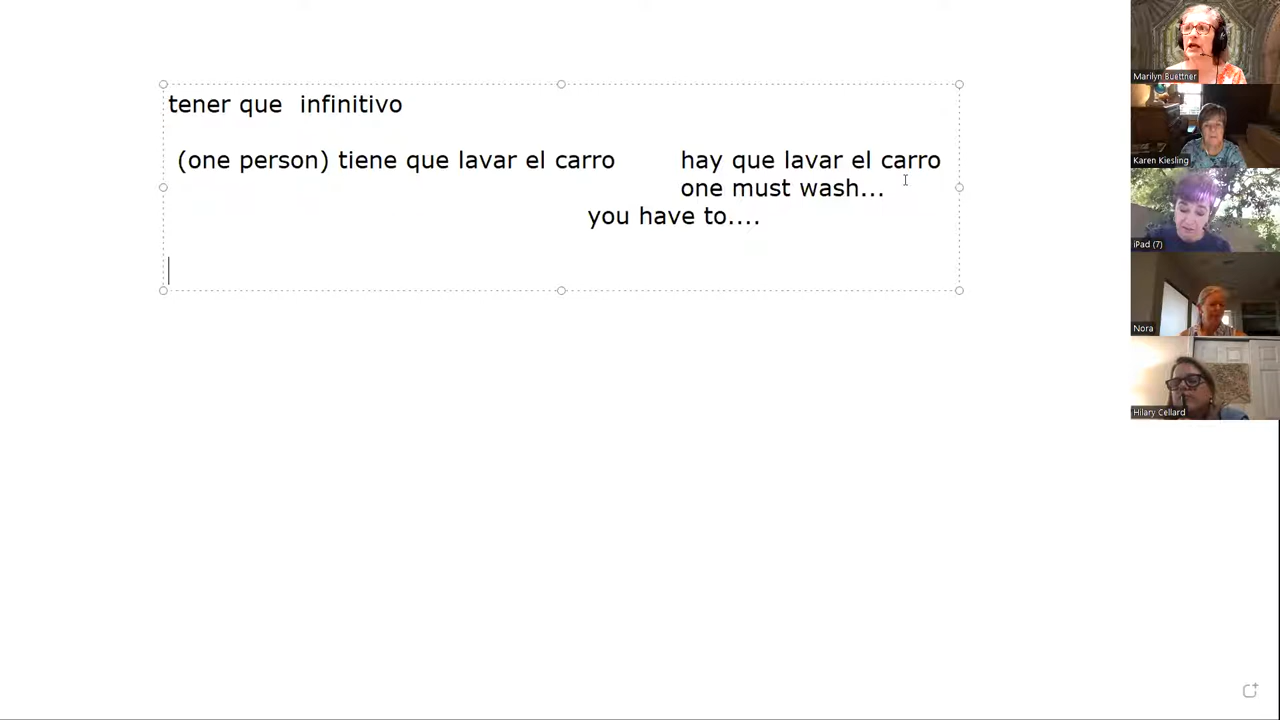 tener que  infinitivo
(one person) tiene que lavar el carro        hay que lavar el carro
one must wash...
you have to....
Marilyn Buettner
Karen Kiesling
iPad (7)
Nora
Hilary Cellard